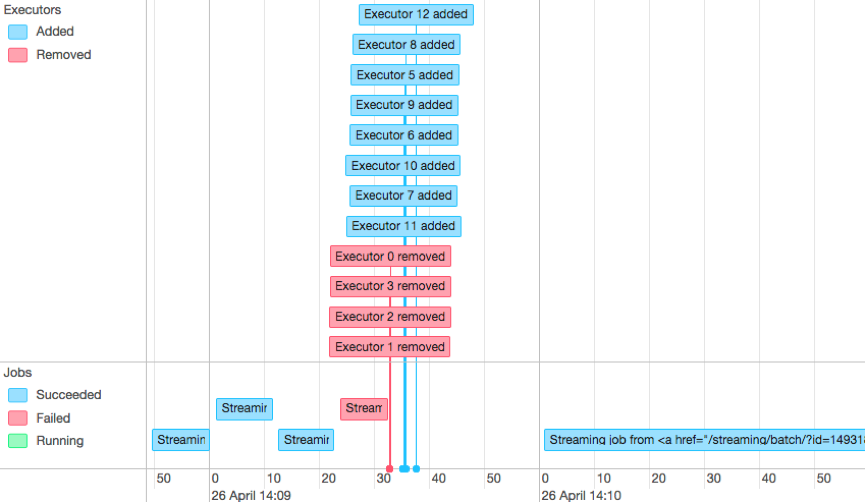 Executors
Added
Removed
Executor 12 added
Executor 8 added
Executor 5 added
Executor 9 added
Executor 6 added
Executor 10 added
Executor 7 added
Executor 11 added
Executor 0 removed
Executor 3 removed
Executor 2 removed
Executor 1 removed
Jobs
Succeeded
Failed
Running
Streamin Stream
Streamin Streamin Streaming job from <a href="/streaming/batch/?id=14931
50 0 10 20 30 40 50 0 10 20 30 40 50
26 April 14:09 26 April 14:10